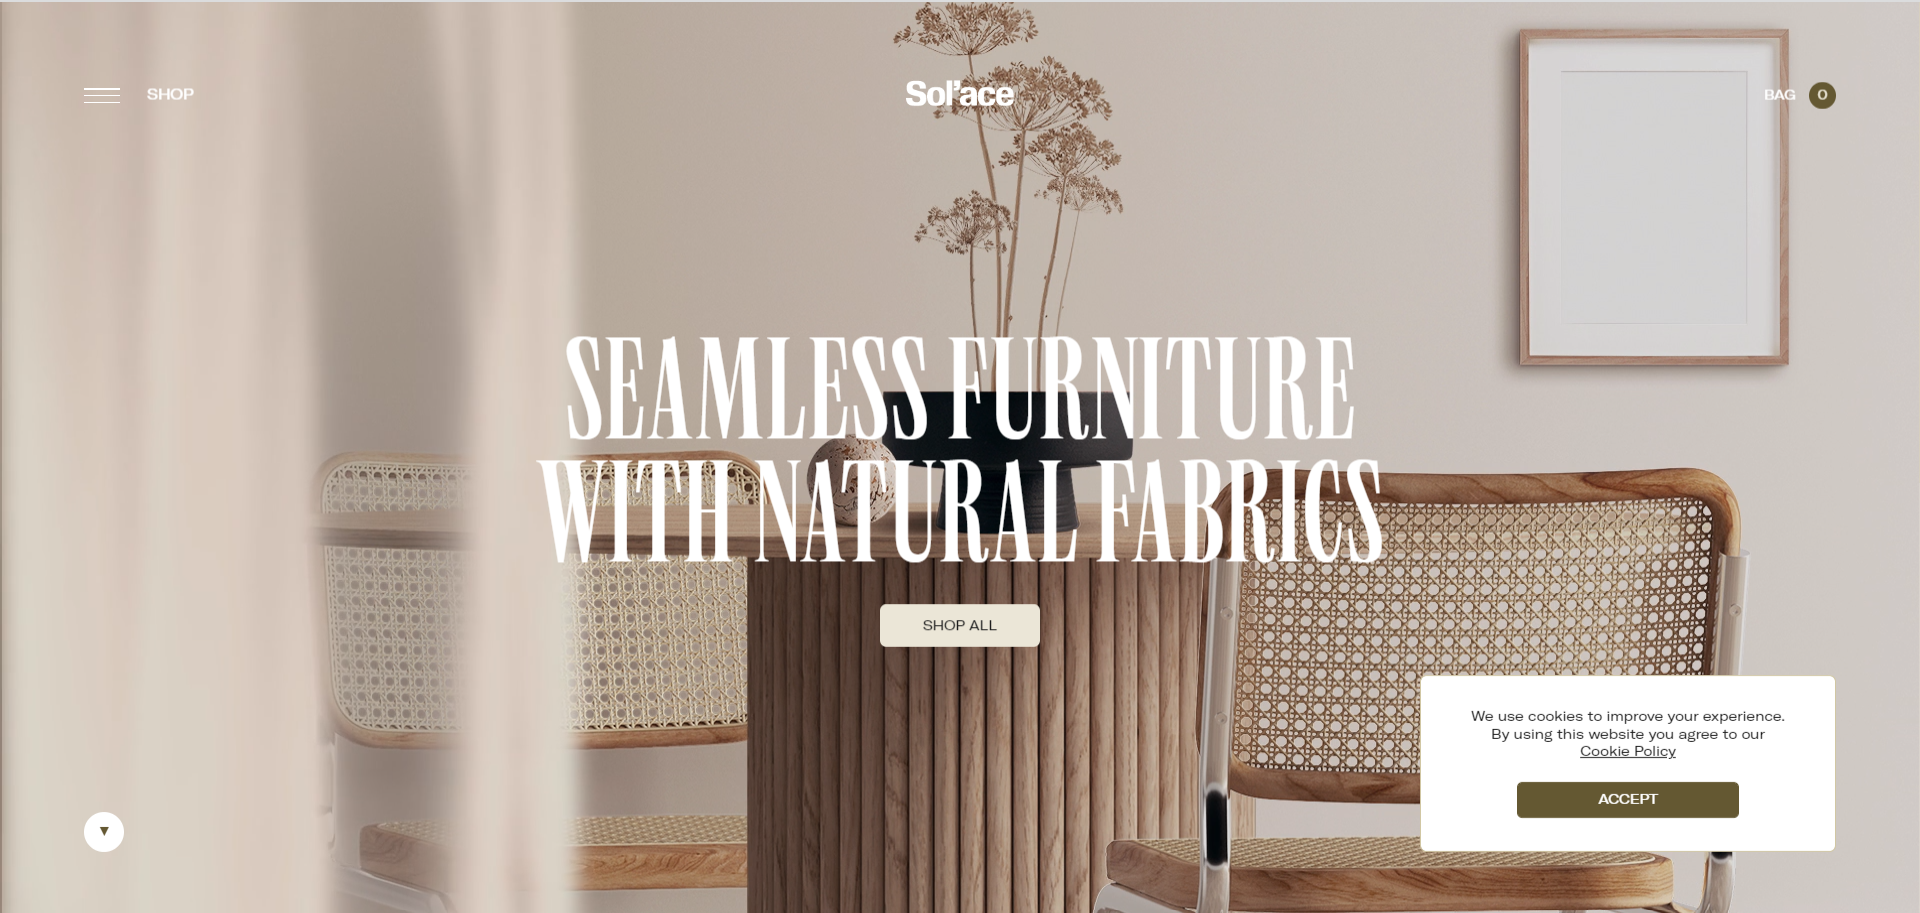 SHOP
Sol'ace
BAG 0
SEAMLESS FURNITURE
WITH NATURAL FABRICS
SHOP ALL
We use cookies to improve your experience.
By using this website you agree to our
Cookie Policy
ACCEPT